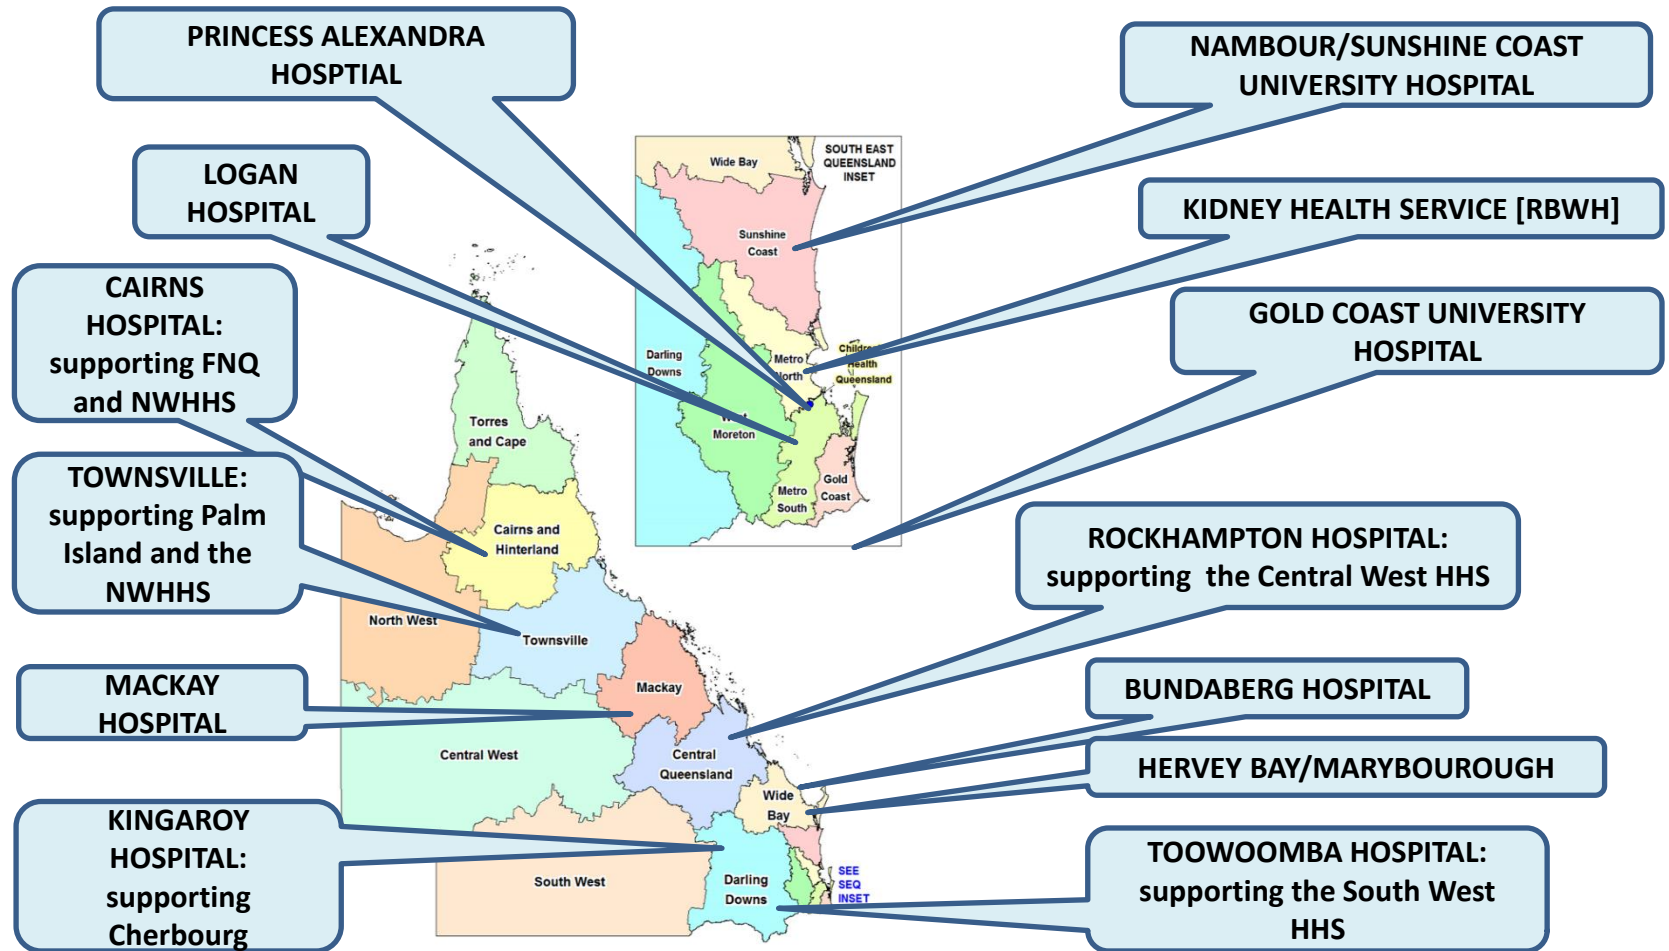 PRINCESS ALEXANDRA
HOSPTIAL
NAMBOUR/SUNSHINE COAST
UNIVERSITY HOSPITAL
LOGAN
HOSPITAL
KIDNEY HEALTH SERVICE [RBWH]
CAIRNS
HOSPITAL:
supporting FNQ
and NWHHS
GOLD COAST UNIVERSITY
HOSPITAL
TOWNSVILLE:
supporting Palm
Island and the
NWHHS
ROCKHAMPTON HOSPITAL:
supporting the Central West HHS
MACKAY
HOSPITAL
BUNDABERG HOSPITAL
HERVEY BAY/MARYBOUROUGH
KINGAROY
HOSPITAL:
supporting
Cherbourg
TOOWOOMBA HOSPITAL:
supporting the South West
HHS
SOUTH EAST
QUEENSLAND
INSET
Wide Bay
Sunshine
Coast
Darling
Downs
Metro
North
Children's
Health
Queensland
West
Moreton
Metro
South
Gold
Coast
Torres
and Cape
Cairns and
Hinterland
North West
Townsville
Mackay
Central West
Central
Queensland
Wide
Bay
South West
Darling
Downs
SEE
SEQ
INSET